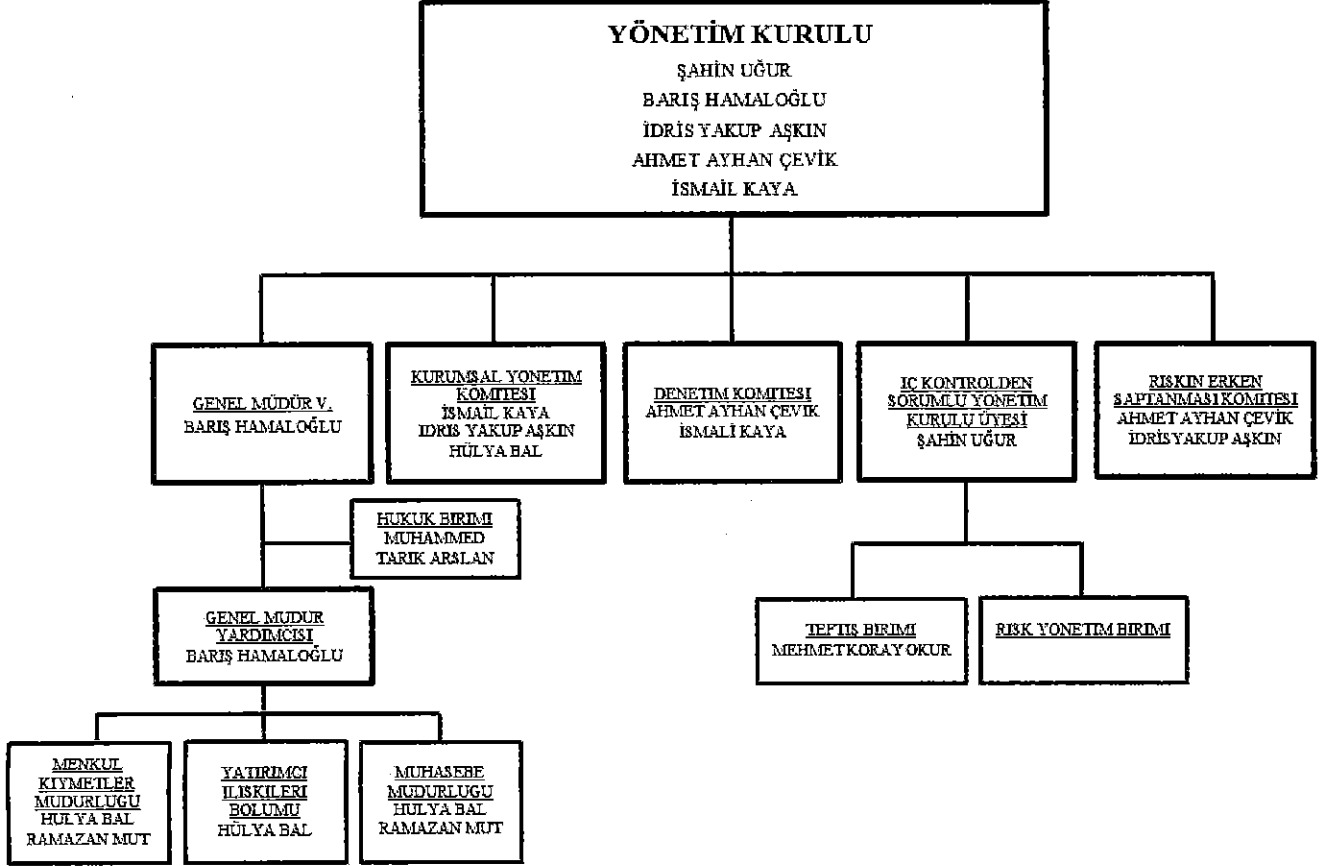 YÖNETİM KURULU
ŞAHİN UĞUR
BARIŞ HAMALOĞLU
İDRİS YAKUP AŞKIN
AHMET AYHAN ÇEVİK
İSMAİL KAYA
GENEL MÜDÜR V.
BARIŞ HAMALOĞLU
KURUMSAL YONETIM
KOMITESI
İSMAİL KAYA
IDRIS YAKUP AŞKIN
HÜLYA BAL
DENETIM KOMITESI
AHMET AYHAN ÇEVIK
İSMALİ KAYA
IÇ KONTROLDEN
SORUMLU YONETIM
KURULU ÜYESİ
ŞAHİN UĞUR
RISKIN ERKEN
SAPTANMASI KOMITESI
AHMET AYHAN ÇEVİK
İDRİSYAKUP AŞKIN
HUKUK BIRIMI
MUHAMMED
TARIK ARSLAN
GENEL MUDUR
YARDIMCISI
BARIŞ HAMALOĞLU
TEFTIŞ BIRIMI
MEHMET KORAY OKUR
RISK YONETIM BIRIMI
MENKUL
KIYMETLER
MUDURLUGU
HULYA BAL
RAMAZAN MUT
YATIRIMCI
ILISKILERI
BOLUMU
HÜLYA BAL
MUHASEBE
MUDURLUGU
HULYA BAL
RAMAZAN MUT